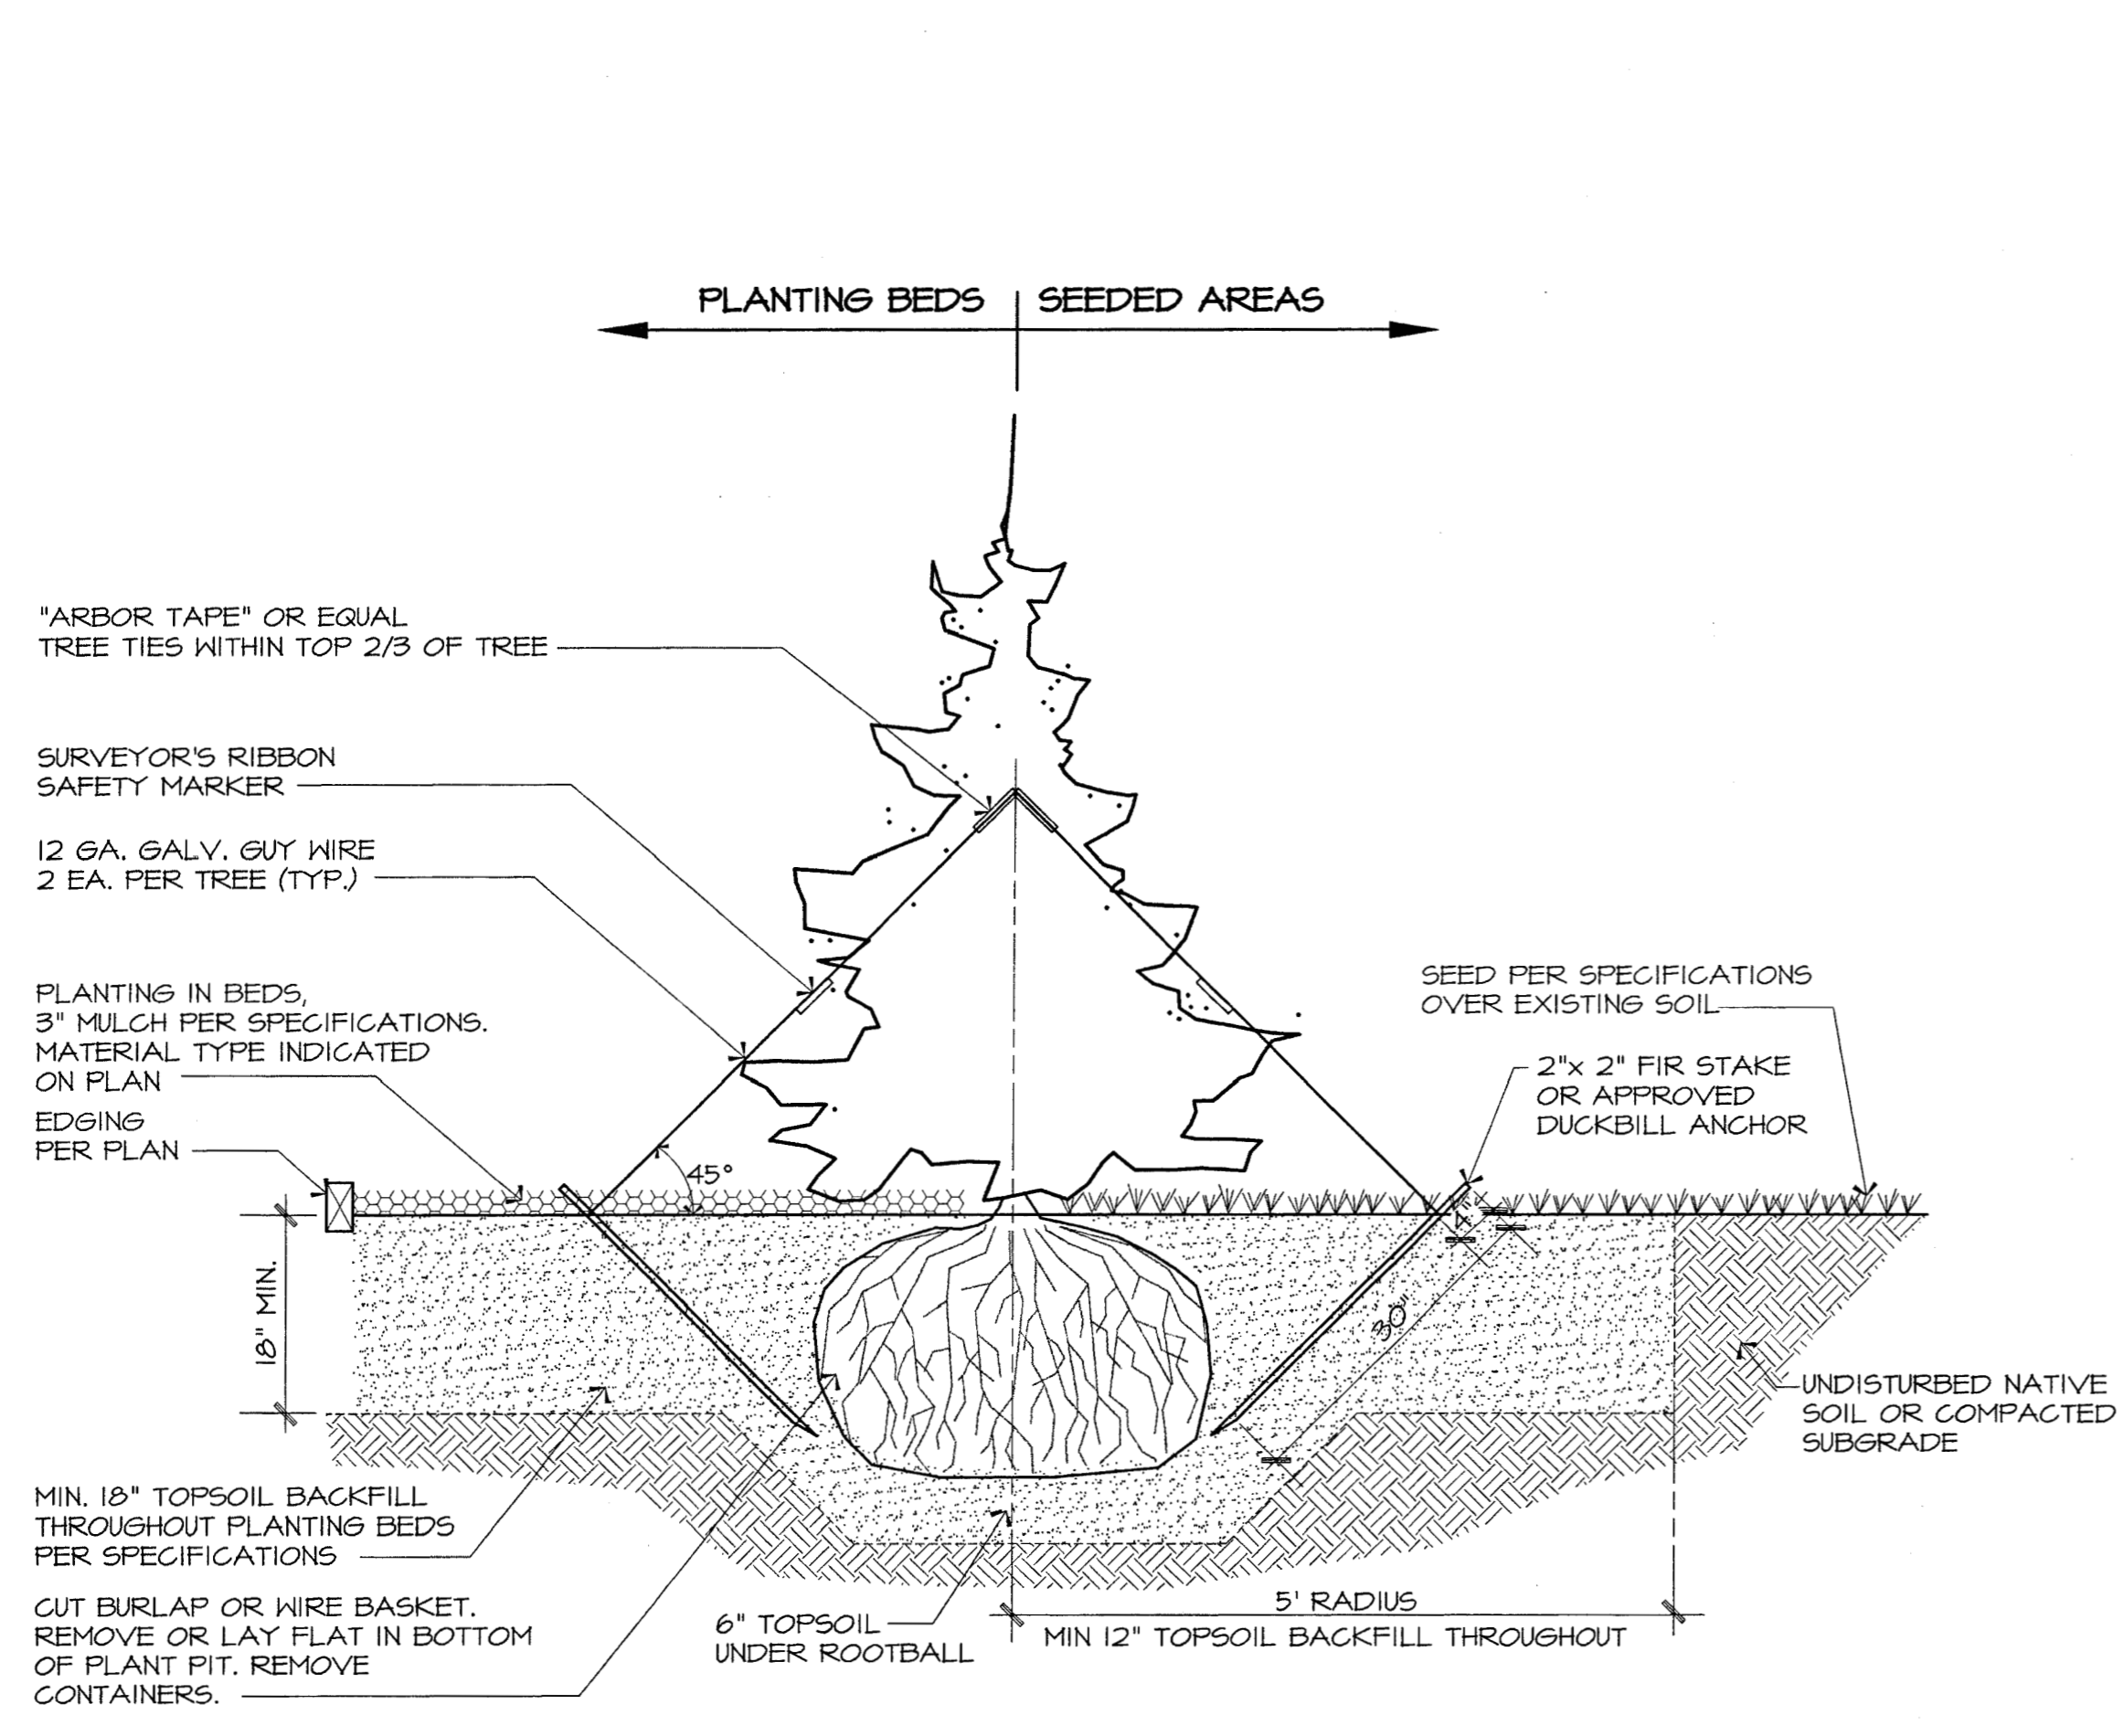 PLANTING BEDS SEEDED AREAS
"ARBOR TAPE" OR EQUAL
TREE TIES WITHIN TOP 2/3 OF TREE
SURVEYOR'S RIBBON
SAFETY MARKER
12 GA. GALV. GUY WIRE
2 EA. PER TREE (TYP.)
PLANTING IN BEDS,
3" MULCH PER SPECIFICATIONS.
MATERIAL TYPE INDICATED
ON PLAN
EDGING
PER PLAN
45°
SEED PER SPECIFICATIONS
OVER EXISTING SOIL
2"x 2" FIR STAKE
OR APPROVED
DUCKBILL ANCHOR
4"
30"
18" MIN.
UNDISTURBED NATIVE
SOIL OR COMPACTED
SUBGRADE
MIN. 18" TOPSOIL BACKFILL
THROUGHOUT PLANTING BEDS
PER SPECIFICATIONS
CUT BURLAP OR WIRE BASKET.
REMOVE OR LAY FLAT IN BOTTOM
OF PLANT PIT. REMOVE
CONTAINERS.
6" TOPSOIL
UNDER ROOTBALL
5' RADIUS
MIN 12" TOPSOIL BACKFILL THROUGHOUT